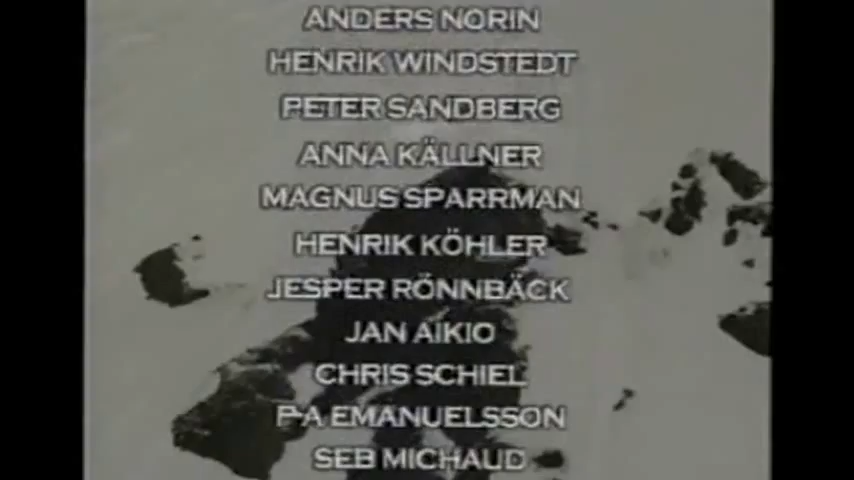 ANDERS NORIN
HENRIK WINDSTEDT
PETER SANDBERG
ANNA KÄLLNER
MAGNUS SPARRMAN
HENRIK KÖHLER
JESPER RÖNNBÄCK
JAN AIKIO
CHRIS SCHIEL
P-A EMANUELSSON
SEB MICHAUD